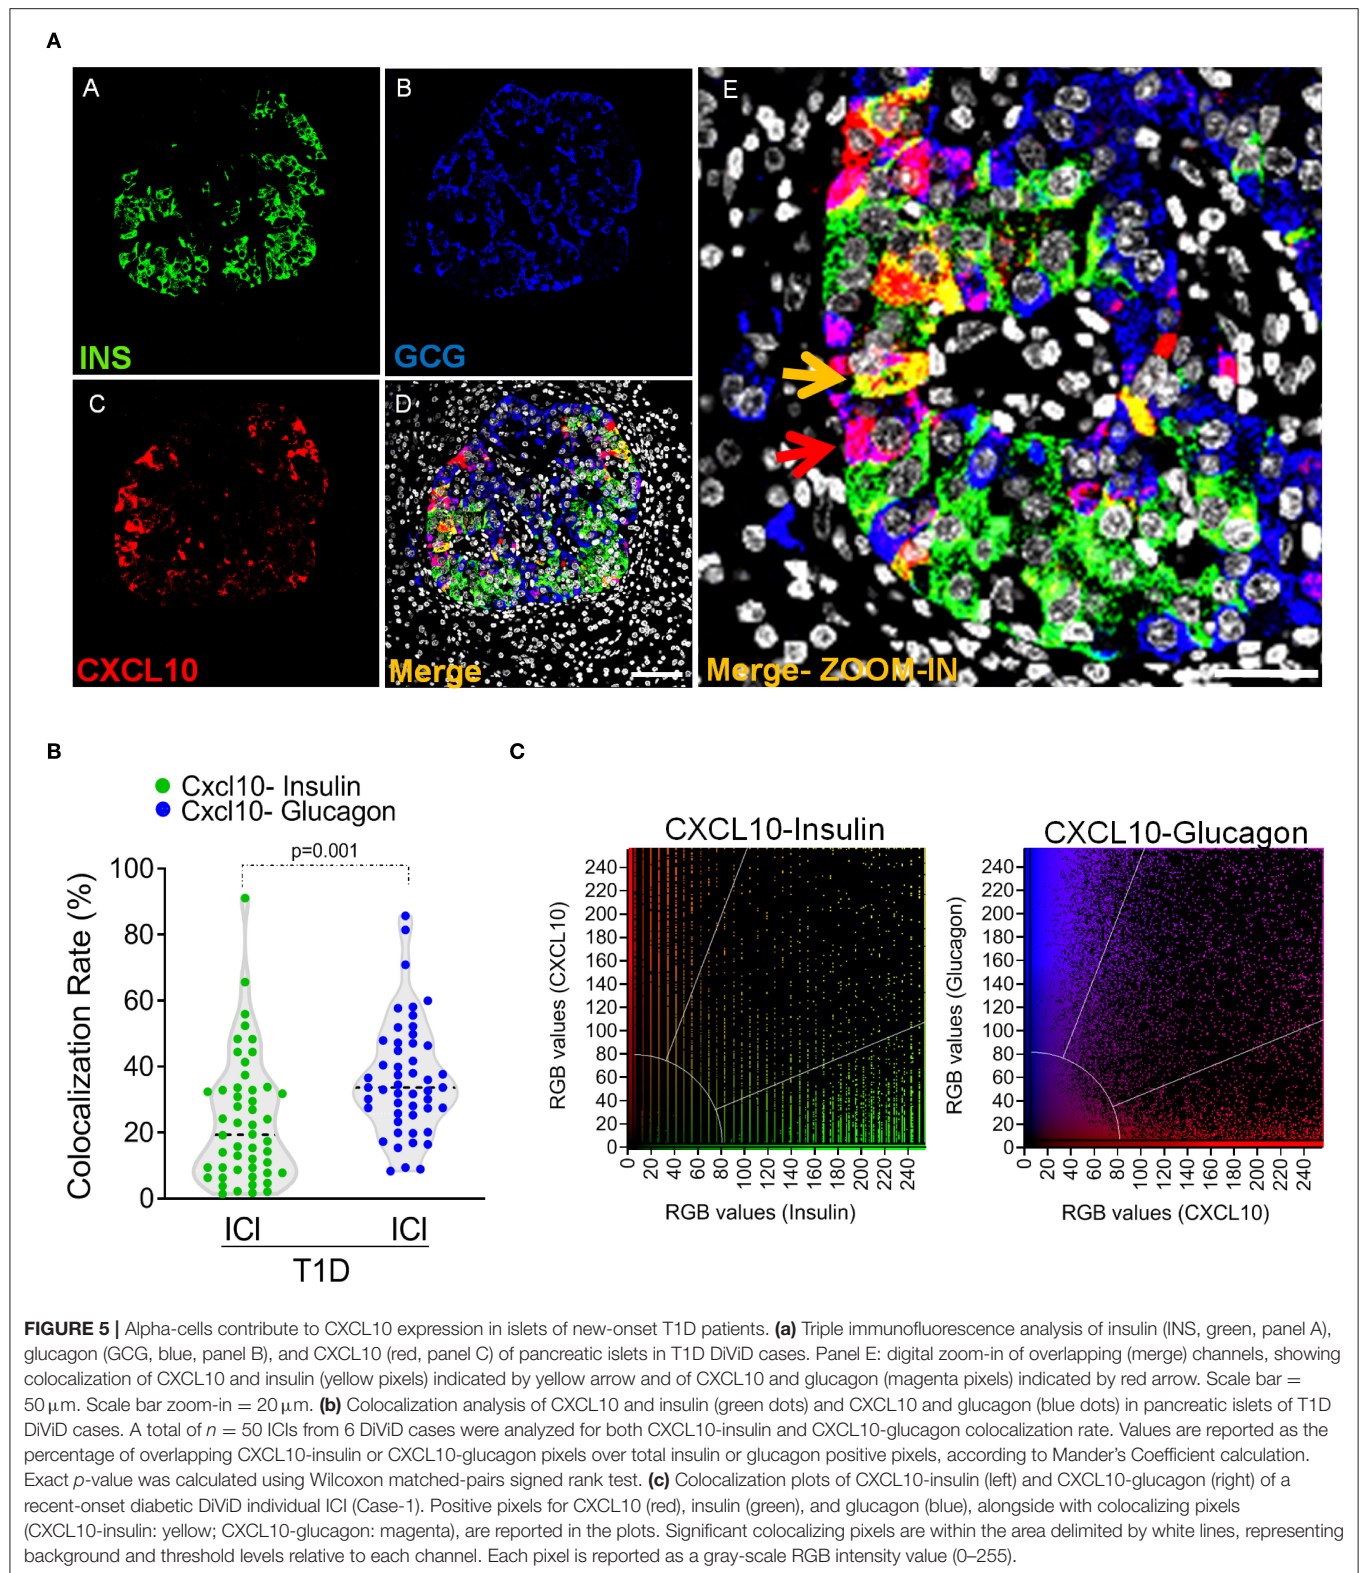 A
A
B
E
INS
GCG
C
D
CXCL10
Merge
Merge- ZOOM-IN
B
Cxcl10- Insulin
Cxcl10- Glucagon
p=0.001
Colocalization Rate (%)
100
80
60
40
20
0
ICI
ICI
T1D
C
CXCL10-Insulin
RGB values (CXCL10)
240
220
200
180
160
140
120
100
80
60
40
20
0
0
20
40
60
80
100
120
140
160
180
200
220
240
RGB values (Insulin)
CXCL10-Glucagon
RGB values (Glucagon)
240
220
200
180
160
140
120
100
80
60
40
20
0
0
20
40
60
80
100
120
140
160
180
200
220
240
RGB values (CXCL10)
FIGURE 5 | Alpha-cells contribute to CXCL10 expression in islets of new-onset T1D patients. (a) Triple immunofluorescence analysis of insulin (INS, green, panel A),
glucagon (GCG, blue, panel B), and CXCL10 (red, panel C) of pancreatic islets in T1D DiViD cases. Panel E: digital zoom-in of overlapping (merge) channels, showing
colocalization of CXCL10 and insulin (yellow pixels) indicated by yellow arrow and of CXCL10 and glucagon (magenta pixels) indicated by red arrow. Scale bar =
50 μm. Scale bar zoom-in = 20 μm. (b) Colocalization analysis of CXCL10 and insulin (green dots) and CXCL10 and glucagon (blue dots) in pancreatic islets of T1D
DiViD cases. A total of n = 50 ICIs from 6 DiViD cases were analyzed for both CXCL10-insulin and CXCL10-glucagon colocalization rate. Values are reported as the
percentage of overlapping CXCL10-insulin or CXCL10-glucagon pixels over total insulin or glucagon positive pixels, according to Mander's Coefficient calculation.
Exact p-value was calculated using Wilcoxon matched-pairs signed rank test. (c) Colocalization plots of CXCL10-insulin (left) and CXCL10-glucagon (right) of a
recent-onset diabetic DiViD individual ICI (Case-1). Positive pixels for CXCL10 (red), insulin (green), and glucagon (blue), alongside with colocalizing pixels
(CXCL10-insulin: yellow; CXCL10-glucagon: magenta), are reported in the plots. Significant colocalizing pixels are within the area delimited by white lines, representing
background and threshold levels relative to each channel. Each pixel is reported as a gray-scale RGB intensity value (0–255).